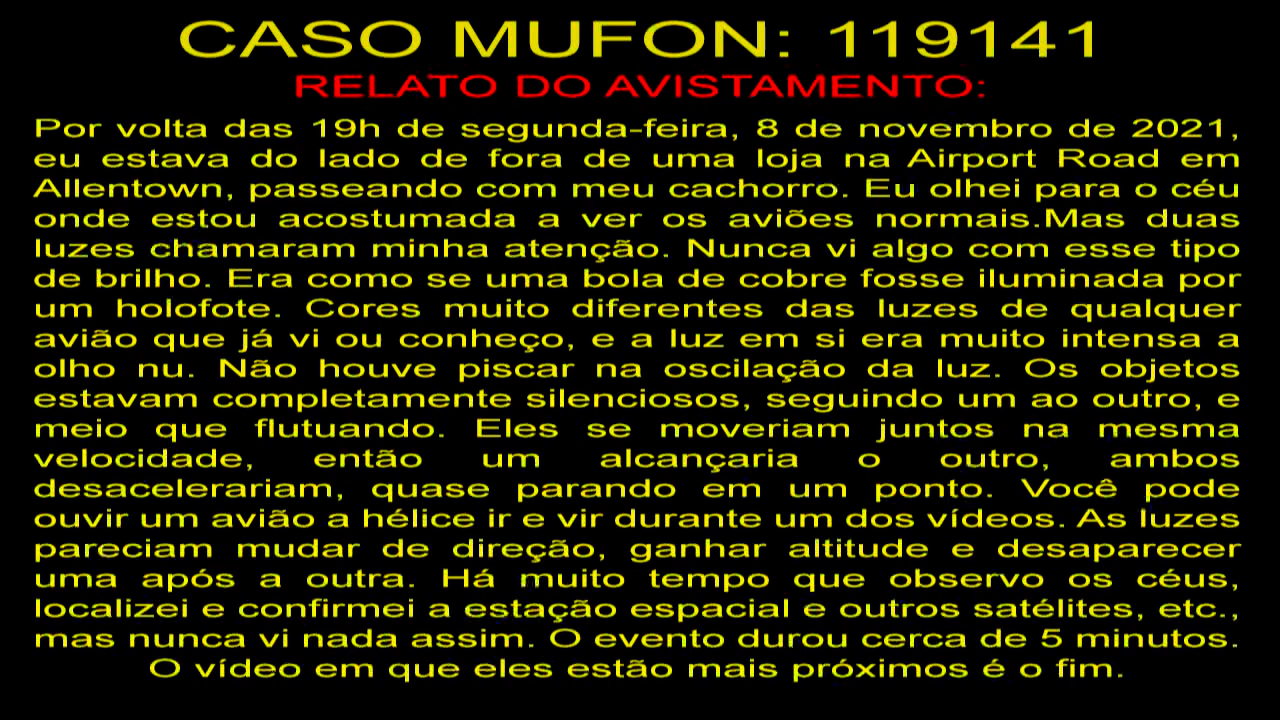 CASO MUFON: 119141
RELATO DO AVISTAMENTO:
Por volta das 19h de segunda-feira, 8 de novembro de 2021,
eu estava do lado de fora de uma loja na Airport Road em
Allentown, passeando com meu cachorro. Eu olhei para o céu
onde estou acostumada a ver os aviões normais.Mas duas
luzes chamaram minha atenção. Nunca vi algo com esse tipo
de brilho. Era como se uma bola de cobre fosse iluminada por
um holofote. Cores muito diferentes das luzes de qualquer
avião que já vi ou conheço, e a luz em si era muito intensa a
olho nu. Não houve piscar na oscilação da luz. Os objetos
estavam completamente silenciosos, seguindo um ao outro, e
meio que flutuando. Eles se moveriam juntos na mesma
velocidade, então um alcançaria o outro, ambos
desacelerariam, quase parando em um ponto. Você pode
ouvir um avião a hélice ir e vir durante um dos vídeos. As luzes
pareciam mudar de direção, ganhar altitude e desaparecer
uma após a outra. Há muito tempo que observo os céus,
localizei e confirmei a estação espacial e outros satélites, etc.,
mas nunca vi nada assim. O evento durou cerca de 5 minutos.
O vídeo em que eles estão mais próximos é o fim.